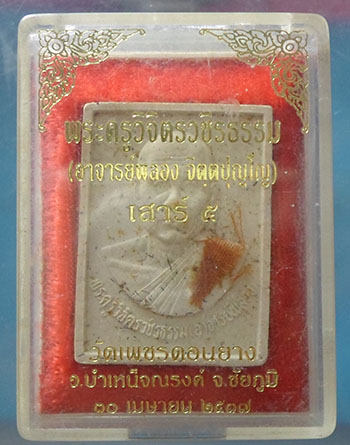 พระครูวิจิตรวชิรธรรม
(อาจารย์ฉลอง จิตตปุญโญ)
เสาร์ ๕
วัดเพชรดอนยาง
อ.บำเหน็จณรงค์ จ.ชัยภูมิ
๓๐ เมษายน ๒๕๓๗